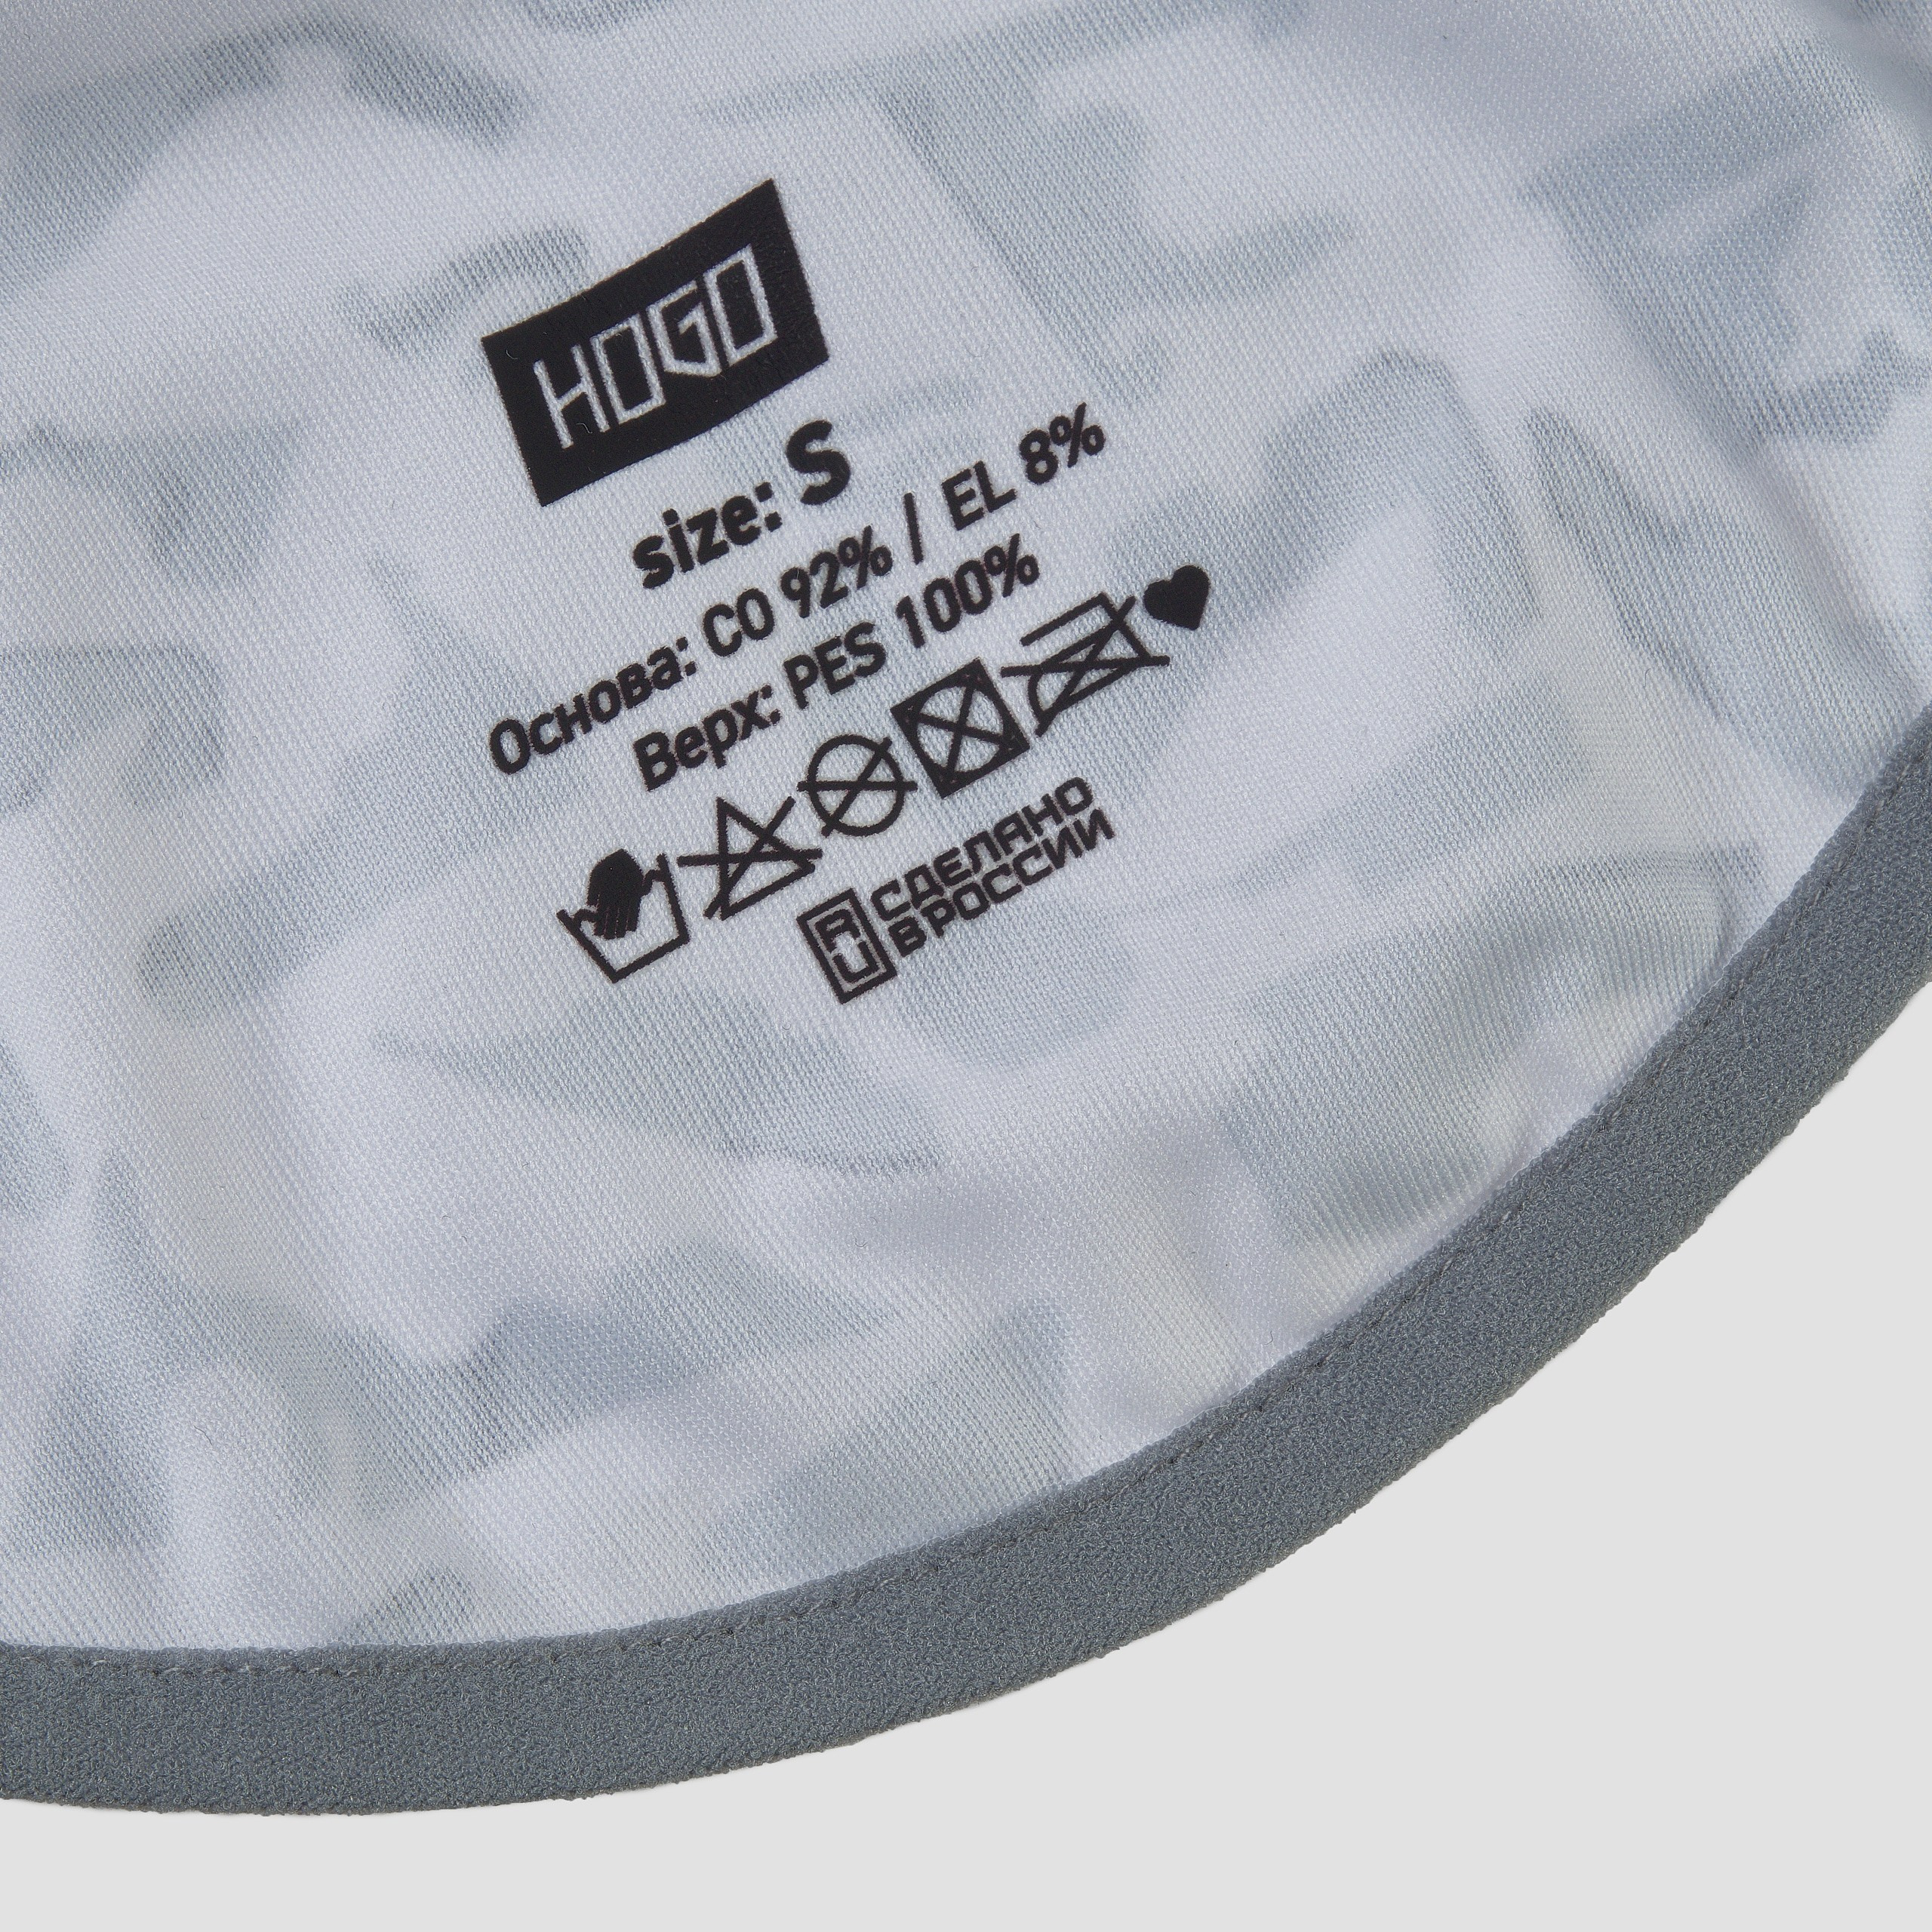 HOGO
size: S
Основа: CO 92% / EL 8%
Верх: PES 100%
СДЕЛАНО
В РОССИИ